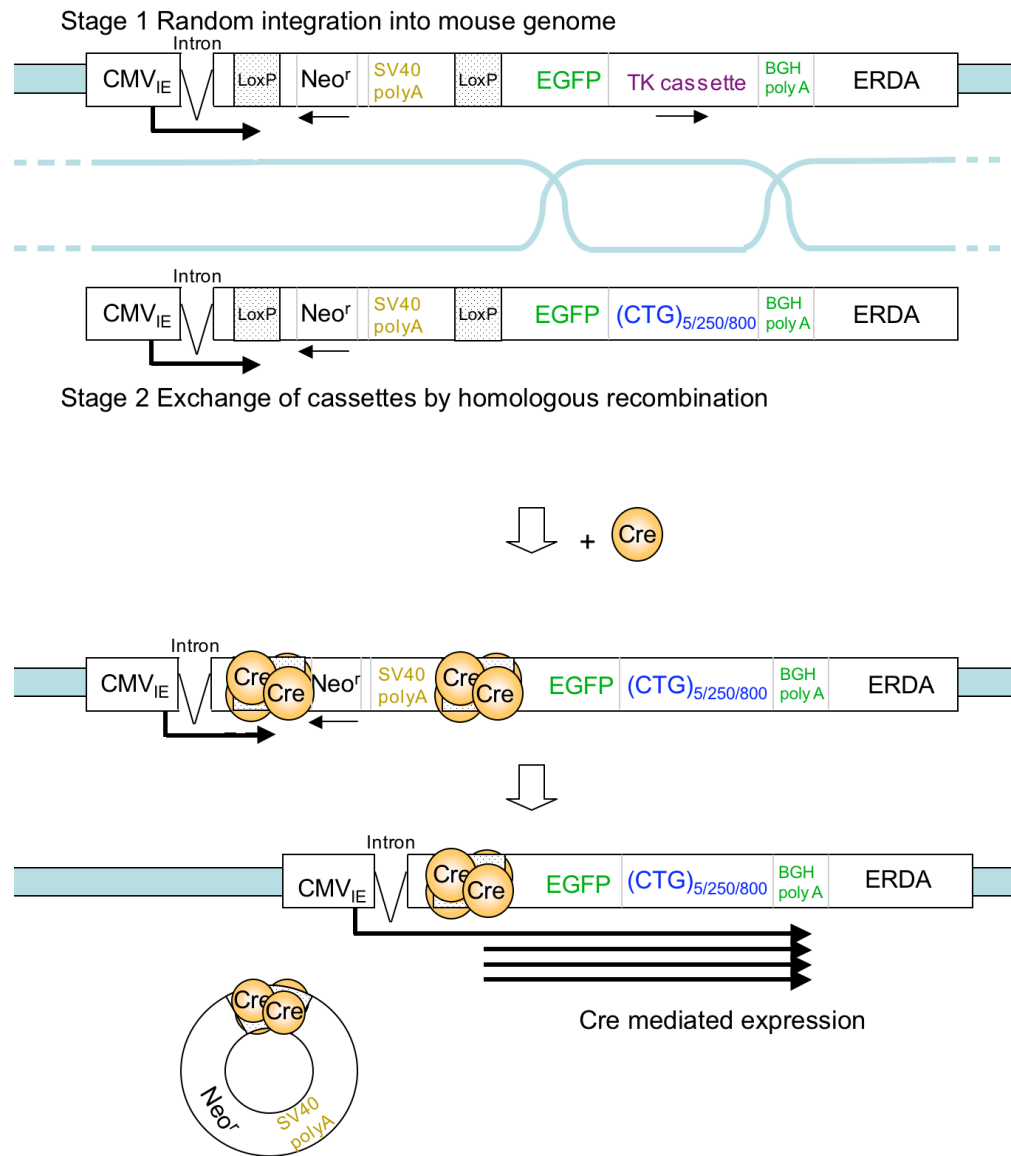 Stage 1 Random integration into mouse genome
Intron
CMVIE LoxP Neoʳ SV40 polyA LoxP EGFP TK cassette BGH poly A ERDA
Intron
CMVIE LoxP Neoʳ SV40 polyA LoxP EGFP (CTG)5/250/800 BGH poly A ERDA
Stage 2 Exchange of cassettes by homologous recombination
+ Cre
Intron
CMVIE Cre Cre Neoʳ SV40 polyA Cre Cre EGFP (CTG)5/250/800 BGH poly A ERDA
Intron
CMVIE Cre Cre EGFP (CTG)5/250/800 BGH poly A ERDA
Cre Cre
Cre mediated expression
Neoʳ SV40 polyA